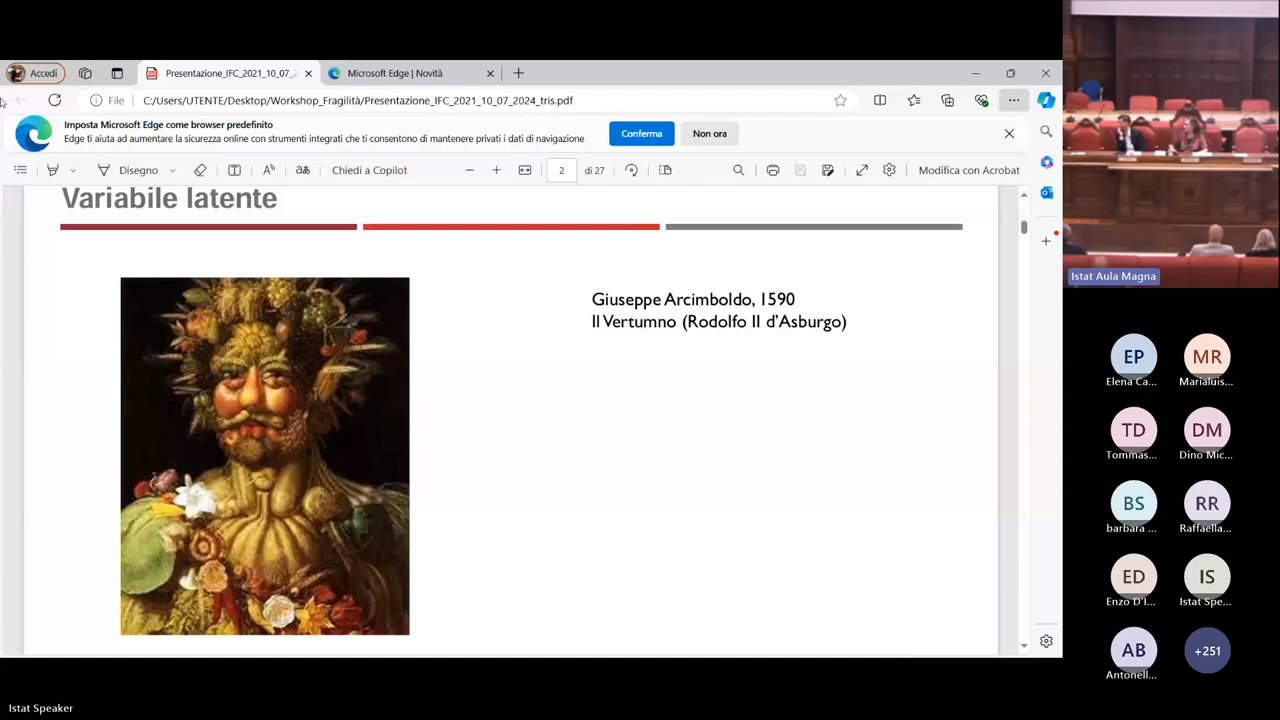 Accedi
Presentazione_IFC_2021_10_07_2
Microsoft Edge | Novità
File
C:/Users/UTENTE/Desktop/Workshop_Fragilità/Presentazione_IFC_2021_10_07_2024_tris.pdf
Imposta Microsoft Edge come browser predefinito
Edge ti aiuta ad aumentare la sicurezza online con strumenti integrati che ti consentono di mantenere privati i dati di navigazione
Conferma
Non ora
Disegno
Chiedi a Copilot
2
di 27
Modifica con Acrobat
Variabile latente
Giuseppe Arcimboldo, 1590
Il Vertumno (Rodolfo II d'Asburgo)
Istat Aula Magna
EP
Elena Ca...
MR
Marialuis...
TD
Tommas...
DM
Dino Mic...
BS
barbara ...
RR
Raffaella...
ED
Enzo D'I...
IS
Istat Spe...
AB
Antonell...
+251
Istat Speaker